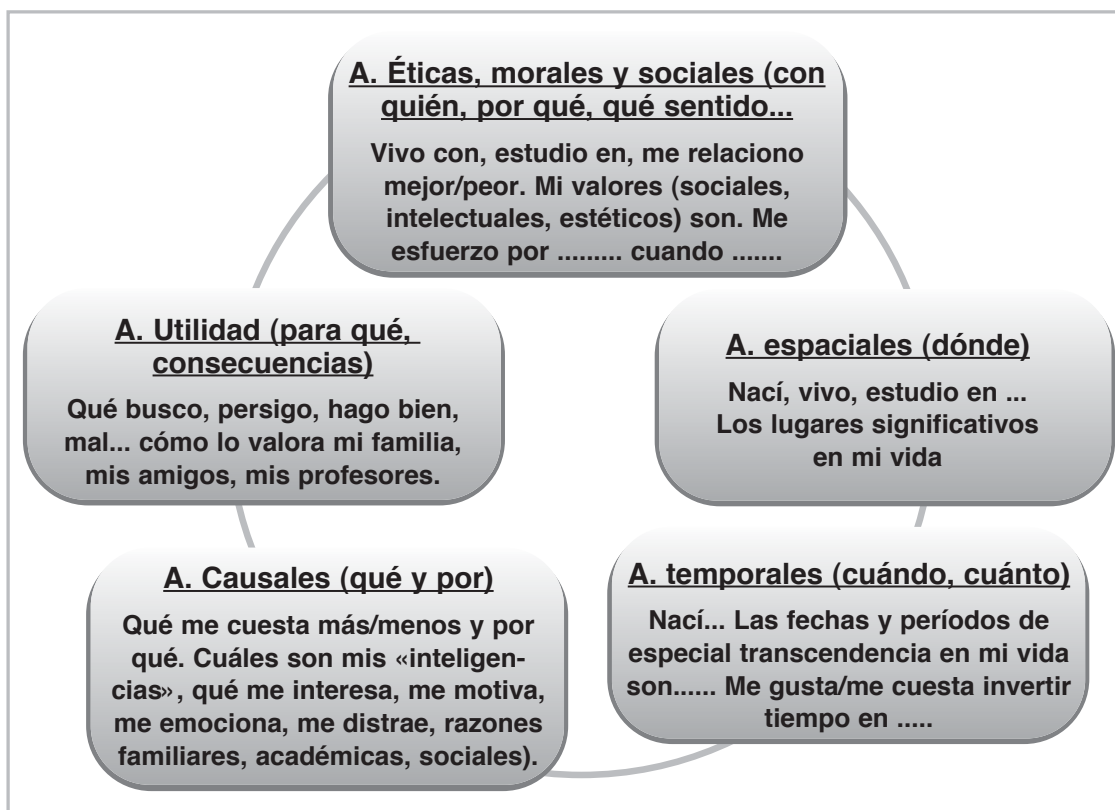 A. Éticas, morales y sociales (con
quién, por qué, qué sentido...
Vivo con, estudio en, me relaciono
mejor/peor. Mi valores (sociales,
intelectuales, estéticos) son. Me
esfuerzo por ......... cuando .......
A. Utilidad (para qué,
consecuencias)
Qué busco, persigo, hago bien,
mal... cómo lo valora mi familia,
mis amigos, mis profesores.
A. espaciales (dónde)
Nací, vivo, estudio en ...
Los lugares significativos
en mi vida
A. Causales (qué y por)
Qué me cuesta más/menos y por
qué. Cuáles son mis «inteligen-
cias», qué me interesa, me motiva,
me emociona, me distrae, razones
familiares, académicas, sociales).
A. temporales (cuándo, cuánto)
Nací... Las fechas y períodos de
especial transcendencia en mi vida
son...... Me gusta/me cuesta invertir
tiempo en .....